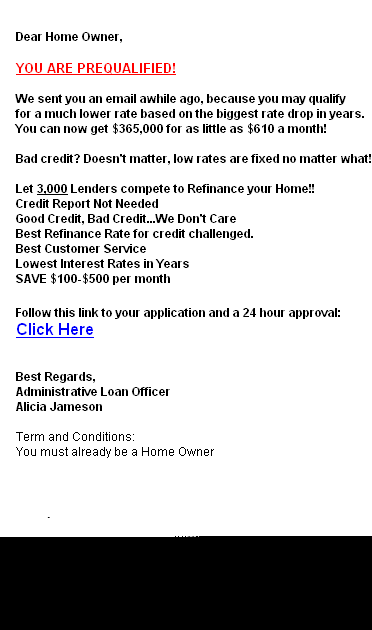 Dear Home Owner,
YOU ARE PREQUALIFIED!
We sent you an email awhile ago, because you may qualify
for a much lower rate based on the biggest rate drop in years.
You can now get $365,000 for as little as $610 a month!
Bad credit? Doesn't matter, low rates are fixed no matter what!
Let 3,000 Lenders compete to Refinance your Home!!
Credit Report Not Needed
Good Credit, Bad Credit...We Don't Care
Best Refinance Rate for credit challenged.
Best Customer Service
Lowest Interest Rates in Years
SAVE $100-$500 per month
Follow this link to your application and a 24 hour approval:
Click Here
Best Regards,
Administrative Loan Officer
Alicia Jameson
Term and Conditions:
You must already be a Home Owner